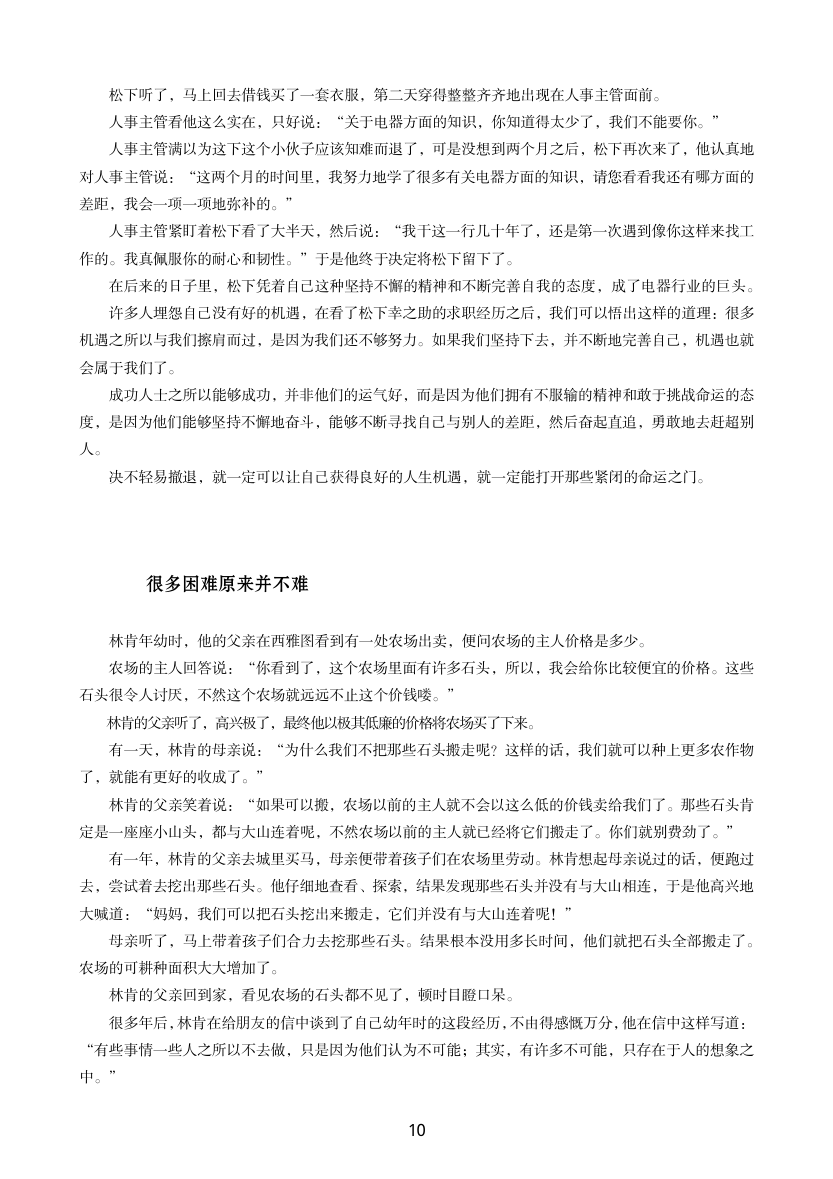 松下听了，马上回去借钱买了一套衣服，第二天穿得整整齐齐地出现在人事主管面前。
人事主管看他这么实在，只好说：“关于电器方面的知识，你知道得太少了，我们不能要你。”
人事主管满以为这下这个小伙子应该知难而退了，可是没想到两个月之后，松下再次来了，他认真地
对人事主管说：“这两个月的时间里，我努力地学了很多有关电器方面的知识，请您看看我还有哪方面的
差距，我会一项一项地弥补的。”
人事主管紧盯着松下看了大半天，然后说：“我干这一行几十年了，还是第一次遇到像你这样来找工
作的。我真佩服你的耐心和韧性。”于是他终于决定将松下留下了。
在后来的日子里，松下凭着自己这种坚持不懈的精神和不断完善自我的态度，成了电器行业的巨头。
许多人埋怨自己没有好的机遇，在看了松下幸之助的求职经历之后，我们可以悟出这样的道理：很多
机遇之所以与我们擦肩而过，是因为我们还不够努力。如果我们坚持下去，并不断地完善自己，机遇也就
会属于我们了。
成功人士之所以能够成功，并非他们的运气好，而是因为他们拥有不服输的精神和敢于挑战命运的态
度，是因为他们能够坚持不懈地奋斗，能够不断寻找自己与别人的差距，然后奋起直追，勇敢地去赶超别
人。
决不轻易撤退，就一定可以让自己获得良好的人生机遇，就一定能打开那些紧闭的命运之门。
很多困难原来并不难
林肯年幼时，他的父亲在西雅图看到有一处农场出卖，便问农场的主人价格是多少。
农场的主人回答说：“你看到了，这个农场里面有许多石头，所以，我会给你比较便宜的价格。这些
石头很令人讨厌，不然这个农场就远远不止这个价钱喽。”
林肯的父亲听了，高兴极了，最终他以极其低廉的价格将农场买了下来。
有一天，林肯的母亲说：“为什么我们不把那些石头搬走呢？这样的话，我们就可以种上更多农作物
了，就能有更好的收成了。”
林肯的父亲笑着说：“如果可以搬，农场以前的主人就不会以这么低的价钱卖给我们了。那些石头肯
定是一座座小山头，都与大山连着呢，不然农场以前的主人就已经将它们搬走了。你们就别费劲了。”
有一年，林肯的父亲去城里买马，母亲便带着孩子们在农场里劳动。林肯想起母亲说过的话，便跑过
去，尝试着去挖出那些石头。他仔细地查看、探索，结果发现那些石头并没有与大山相连，于是他高兴地
大喊道：“妈妈，我们可以把石头挖出来搬走，它们并没有与大山连着呢！”
母亲听了，马上带着孩子们合力去挖那些石头。结果根本没用多长时间，他们就把石头全部搬走了。
农场的可耕种面积大大增加了。
林肯的父亲回到家，看见农场的石头都不见了，顿时目瞪口呆。
很多年后，林肯在给朋友的信中谈到了自己幼年时的这段经历，不由得感慨万分，他在信中这样写道：
“有些事情一些人之所以不去做，只是因为他们认为不可能；其实，有许多不可能，只存在于人的想象之
中。”
10